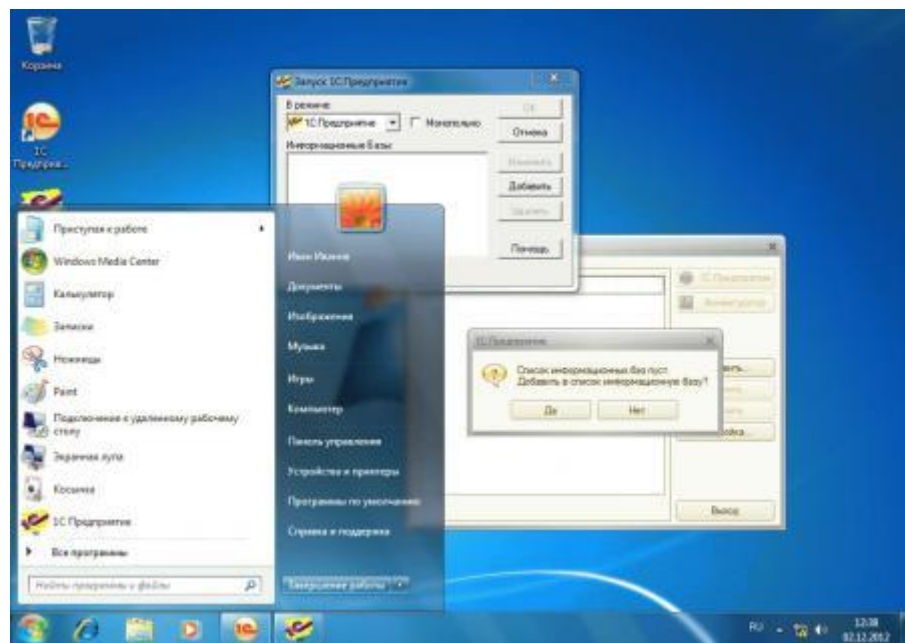 Корзина
1С
Предприя...
Запуск 1С:Предприятия
В режиме:
1С:Предприятие
Монопольно
OK
Отмена
Информационные базы:
Изменить
Добавить
Удалить
Помощь
Приступая к работе
Windows Media Center
Калькулятор
Записки
Ножницы
Paint
Подключение к удаленному рабочему
столу
Экранная лупа
Косынка
1С Предприятие
Все программы
Найти программы и файлы
Иван Иванов
Документы
Изображения
Музыка
Игры
Компьютер
Панель управления
Устройства и принтеры
Программы по умолчанию
Справка и поддержка
Завершение работы
1С:Предприятие
Конфигуратор
1С:Предприятие
Список информационных баз пуст.
Добавить в список информационную базу?
Да
Нет
Выход
RU
12:38
02.12.2012